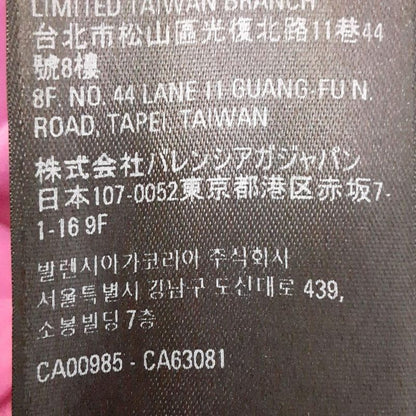 LIMITED TAIWAN BRANCH
台北市松山區光復北路11巷44
號8樓
8F. NO. 44 LANE 11 GUANG-FU N.
ROAD, TAPEI, TAIWAN
株式会社バレンシアガジャパン
日本107-0052東京都港区赤坂7-
1-16 9F
발렌시아가코리아 주식회사
서울특별시 강남구 도산대로 439,
소봉빌딩 7층
CA00985 - CA63081